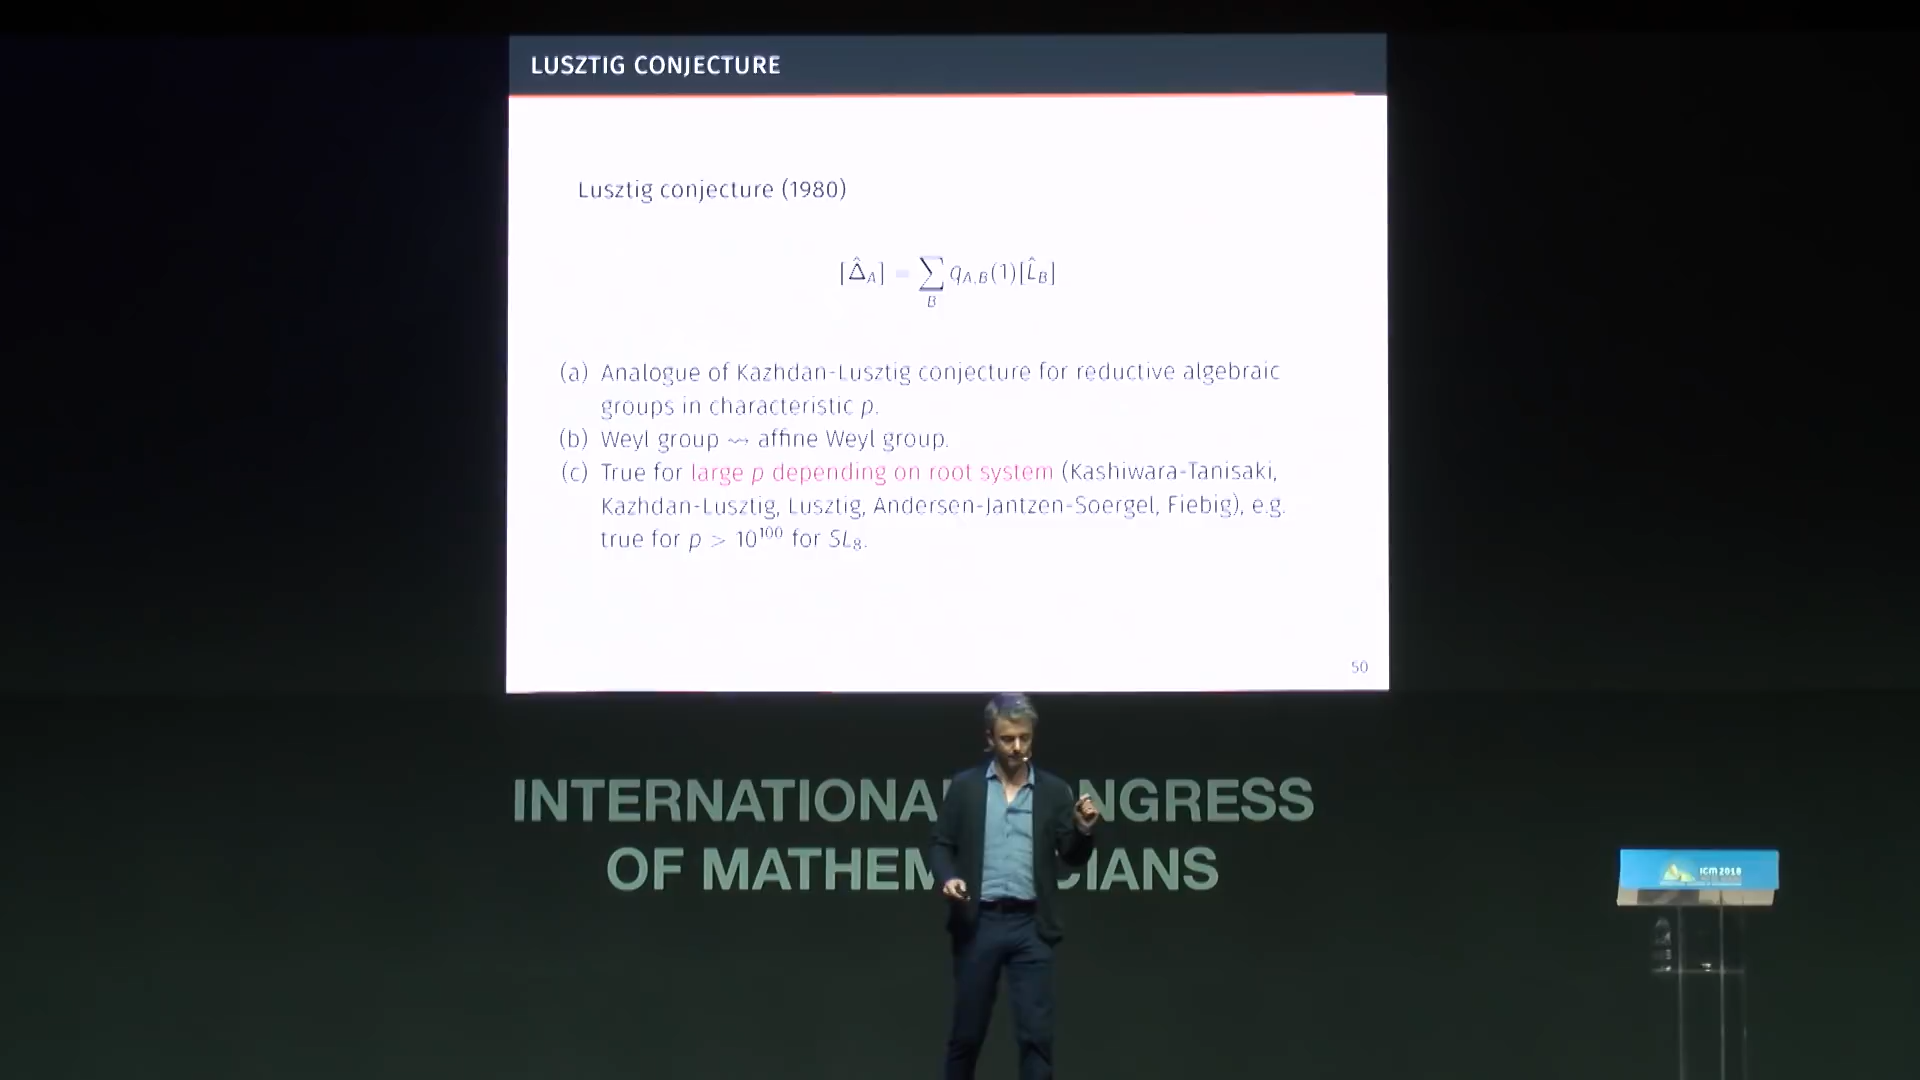 LUSZTIG CONJECTURE
Lusztig conjecture (1980)
[Δ̂_A] = ∑_B q_{A,B}(1)[L̂_B]
(a) Analogue of Kazhdan-Lusztig conjecture for reductive algebraic
groups in characteristic p.
(b) Weyl group ⇝ affine Weyl group.
(c) True for large p depending on root system (Kashiwara-Tanisaki,
Kazhdan-Lusztig, Lusztig, Andersen-Jantzen-Soergel, Fiebig), e.g.
true for p > 10^100 for SL_8.
50
INTERNATIONA NGRESS
OF MATHEM CIANS
ICM 2018